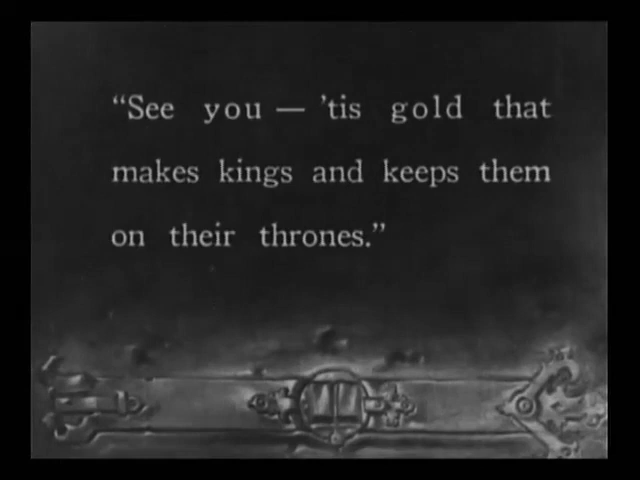 “See you — ’tis gold that
makes kings and keeps them
on their thrones.”